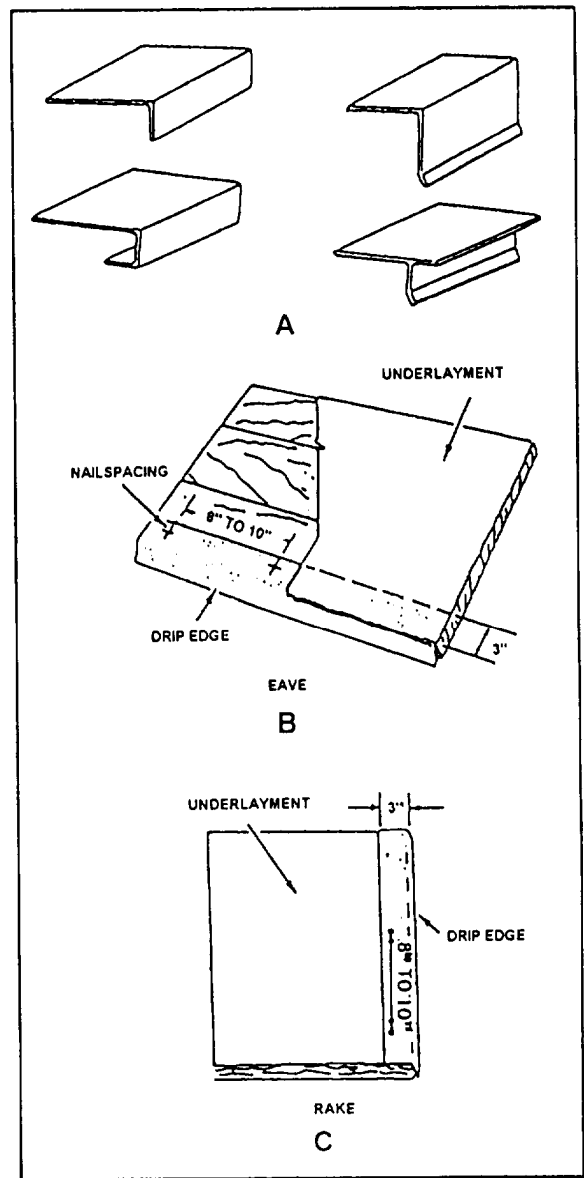 A
UNDERLAYMENT
NAILSPACING
8" TO 10"
DRIP EDGE
3"
EAVE
B
UNDERLAYMENT
3"
DRIP EDGE
8" TO 10"
RAKE
C